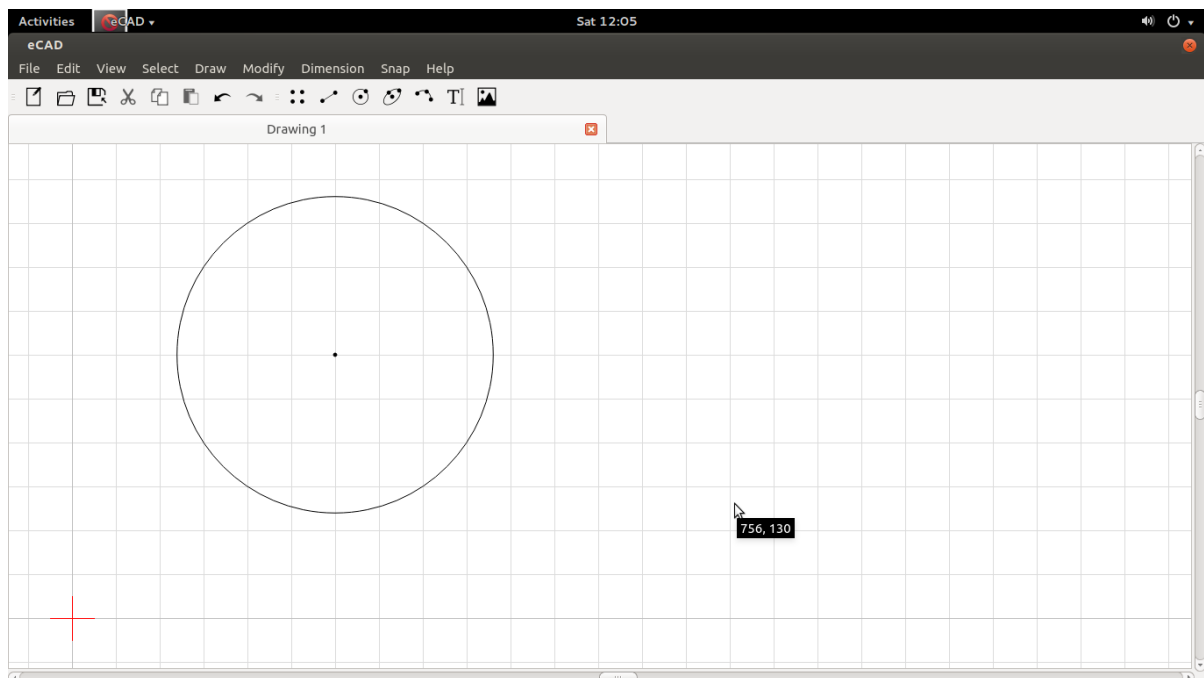 Activities eCAD Sat 12:05
eCAD
File Edit View Select Draw Modify Dimension Snap Help
T
Drawing 1
756, 130